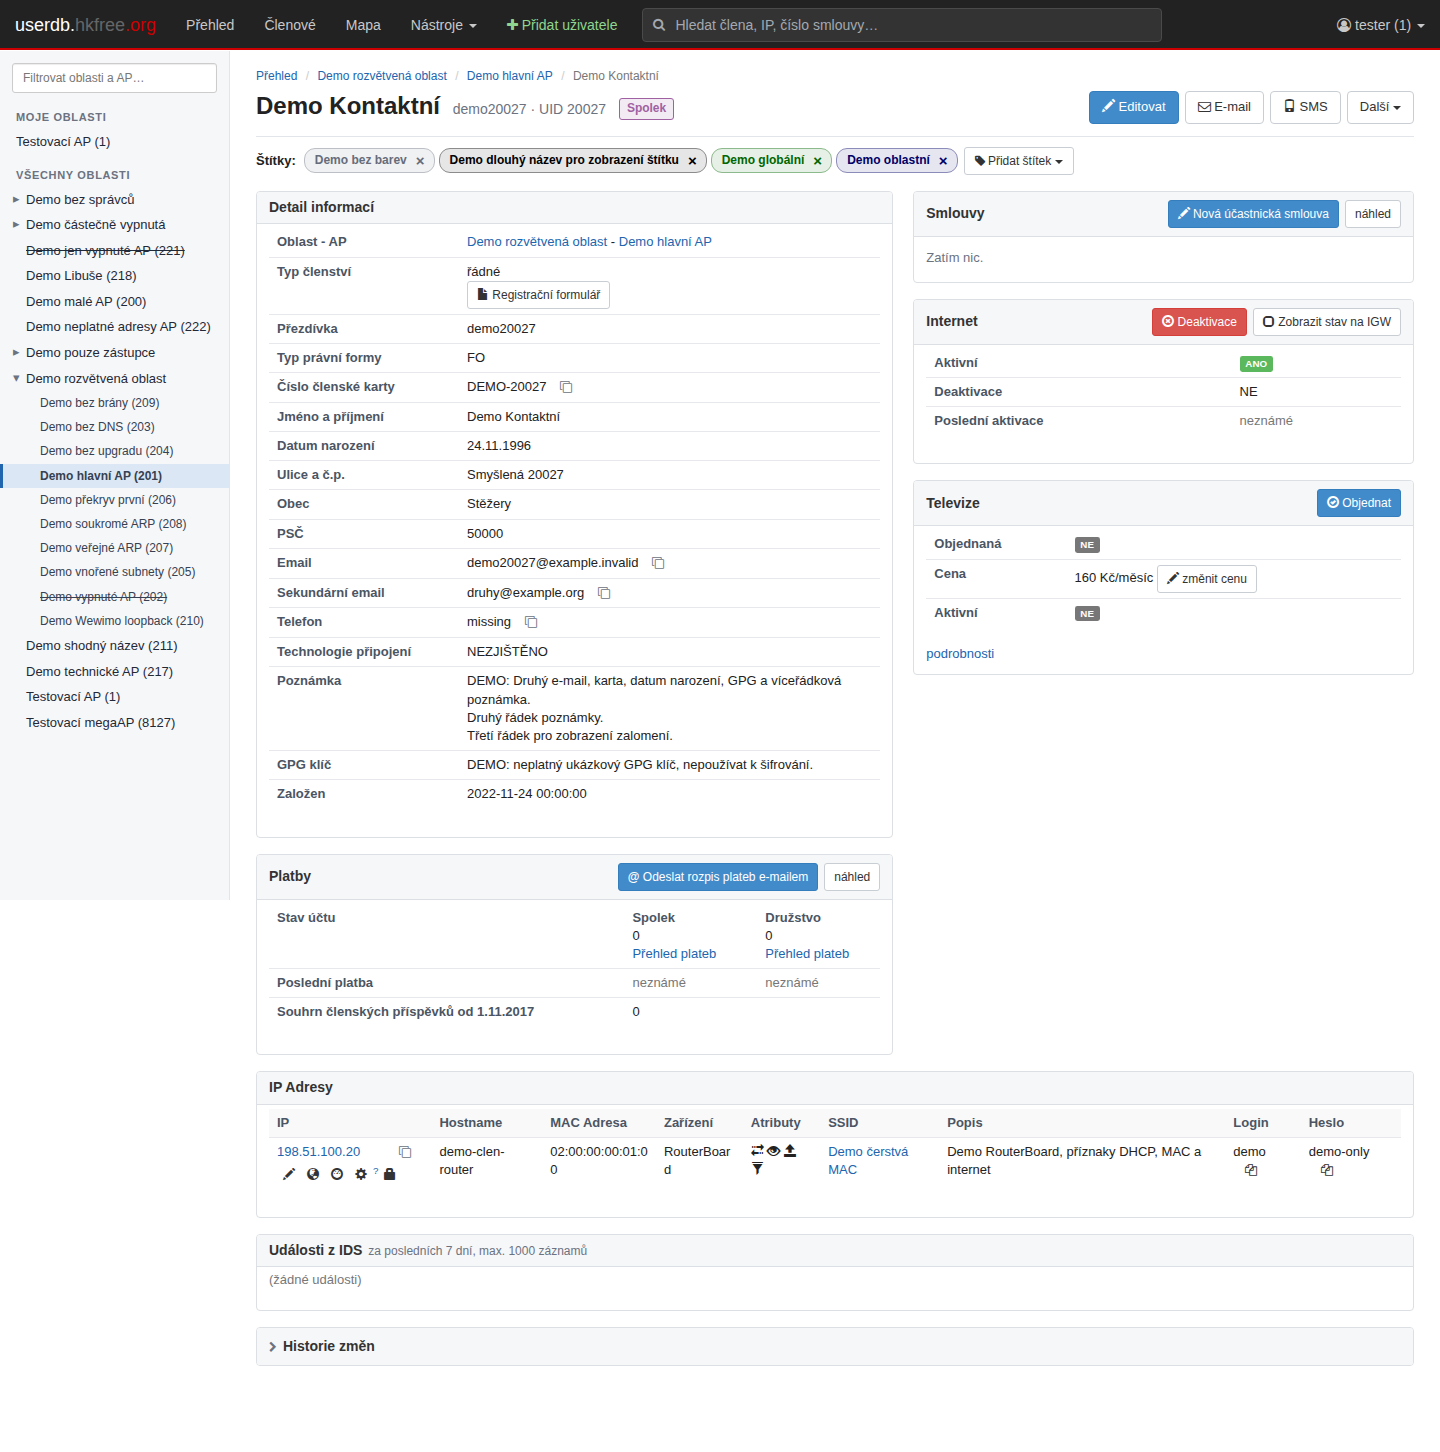 userdb.hkfree.org
Přehled
Členové
Mapa
Nástroje
Přidat uživatele
Hledat člena, IP, číslo smlouvy…
tester (1)
Filtrovat oblasti a AP…
MOJE OBLASTI
Testovací AP (1)
VŠECHNY OBLASTI
Demo bez správců
Demo částečně vypnutá
Demo jen vypnuté AP (221)
Demo Libuše (218)
Demo malé AP (200)
Demo neplatné adresy AP (222)
Demo pouze zástupce
Demo rozvětvená oblast
Demo bez brány (209)
Demo bez DNS (203)
Demo bez upgradu (204)
Demo hlavní AP (201)
Demo překryv první (206)
Demo soukromé ARP (208)
Demo veřejné ARP (207)
Demo vnořené subnety (205)
Demo vypnuté AP (202)
Demo Wewimo loopback (210)
Demo shodný název (211)
Demo technické AP (217)
Testovací AP (1)
Testovací megaAP (8127)
Přehled / Demo rozvětvená oblast / Demo hlavní AP / Demo Kontaktní
Demo Kontaktní demo20027 · UID 20027 Spolek
Editovat
E-mail
SMS
Další
Štítky: Demo bez barev × Demo dlouhý název pro zobrazení štítku × Demo globální × Demo oblastní × Přidat štítek
Detail informací
Oblast - AP Demo rozvětvená oblast - Demo hlavní AP
Typ členství řádné
Registrační formulář
Přezdívka demo20027
Typ právní formy FO
Číslo členské karty DEMO-20027
Jméno a příjmení Demo Kontaktní
Datum narození 24.11.1996
Ulice a č.p. Smyšlená 20027
Obec Stěžery
PSČ 50000
Email demo20027@example.invalid
Sekundární email druhy@example.org
Telefon missing
Technologie připojení NEZJIŠTĚNO
Poznámka DEMO: Druhý e-mail, karta, datum narození, GPG a víceřádková
poznámka.
Druhý řádek poznámky.
Třetí řádek pro zobrazení zalomení.
GPG klíč DEMO: neplatný ukázkový GPG klíč, nepoužívat k šifrování.
Založen 2022-11-24 00:00:00
Smlouvy Nová účastnická smlouva náhled
Zatím nic.
Internet Deaktivace Zobrazit stav na IGW
Aktivní ANO
Deaktivace NE
Poslední aktivace neznámé
Televize Objednat
Objednaná NE
Cena 160 Kč/měsíc změnit cenu
Aktivní NE
podrobnosti
Platby @ Odeslat rozpis plateb e-mailem náhled
Stav účtu Spolek Družstvo
0 0
Přehled plateb Přehled plateb
Poslední platba neznámé neznámé
Souhrn členských příspěvků od 1.11.2017 0
IP Adresy
IP Hostname MAC Adresa Zařízení Atributy SSID Popis Login Heslo
198.51.100.20 demo-clen- 02:00:00:00:01:0 RouterBoar Demo čerstvá Demo RouterBoard, příznaky DHCP, MAC a demo demo-only
? router 0 d MAC internet
Události z IDS za posledních 7 dní, max. 1000 záznamů
(žádné události)
Historie změn